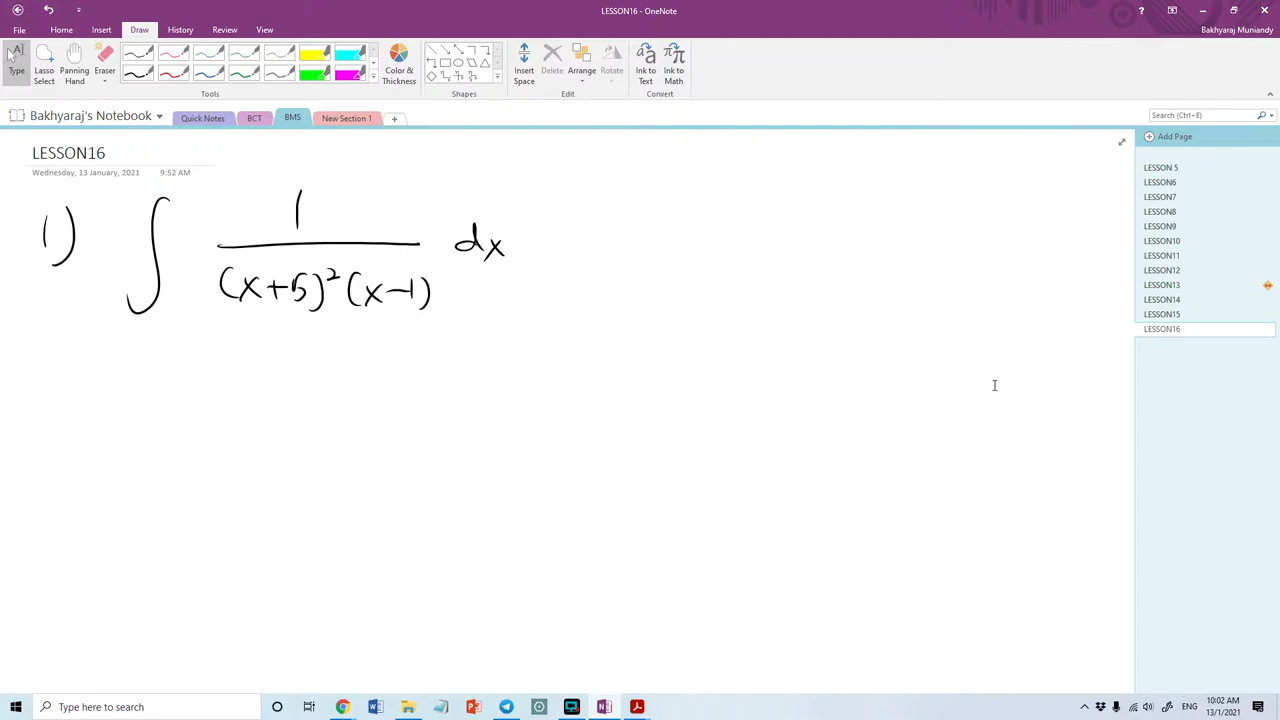 LESSON16 - OneNote
?
File Home Insert Draw History Review View
Bakhyaraj Muniandy
Type
Lasso Select
Panning Hand
Eraser
Color & Thickness
Insert Space
Delete
Arrange
Rotate
Ink to Text
Ink to Math
Tools
Shapes
Edit
Convert
Bakhyaraj's Notebook
Quick Notes
BCT
BMS
New Section 1
+
Search (Ctrl+E)
LESSON16
Wednesday, 13 January, 2021 9:52 AM
1) ∫ 1 / (x+5)² (x-1) dx
Add Page
LESSON 5
LESSON6
LESSON7
LESSON8
LESSON9
LESSON10
LESSON11
LESSON12
LESSON13
LESSON14
LESSON15
LESSON16
Type here to search
ENG
10:02 AM
13/1/2021